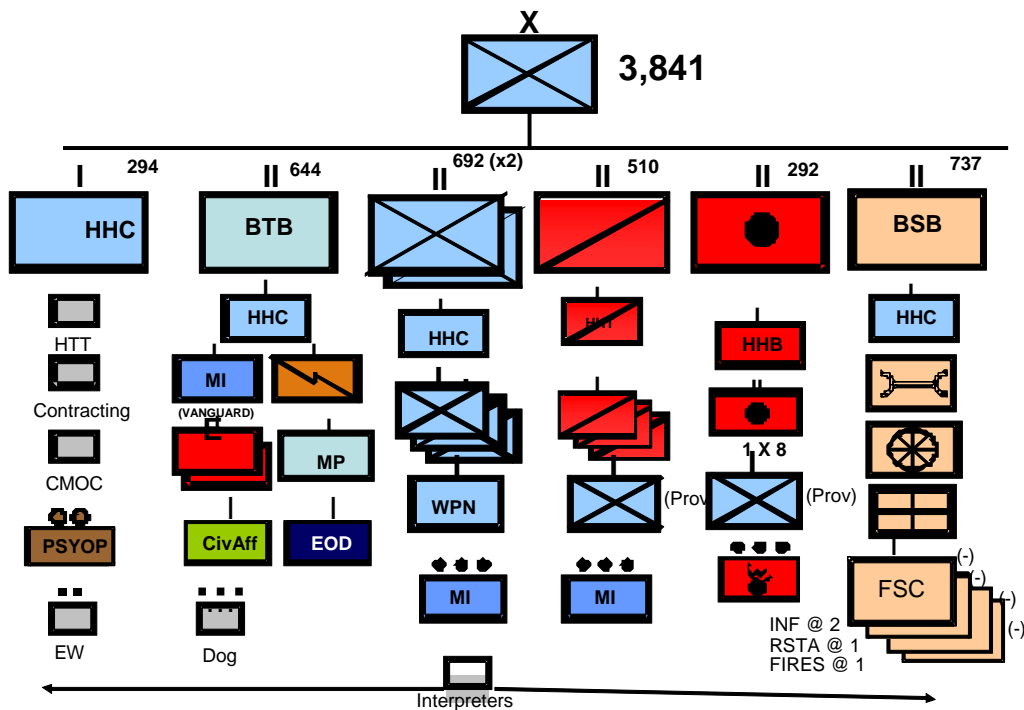 X
3,841
I 294
II 644
II 692 (x2)
II 510
II 292
II 737
HHC
BTB
BSB
HTT
Contracting
CMOC
PSYOP
EW
HHC
MI
(VANGUARD)
MP
CivAff
EOD
Dog
HHC
WPN
MI
(Prov)
MI
HHB
II
1 X 8
(Prov)
HHC
FSC
(-)
(-)
(-)
(-)
INF @ 2
RSTA @ 1
FIRES @ 1
Interpreters